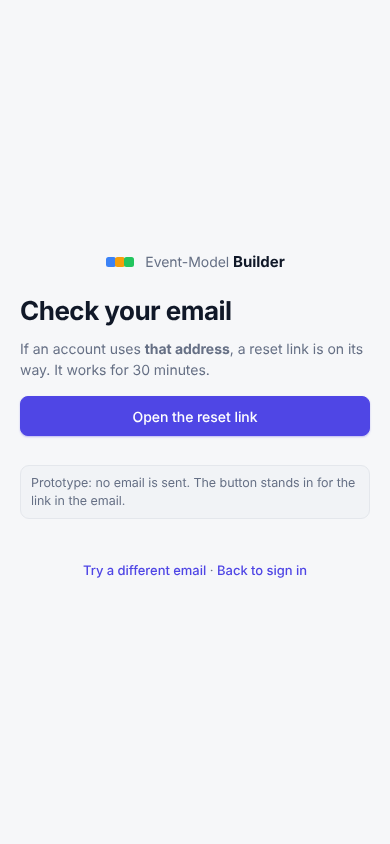 Event-Model Builder
Check your email
If an account uses that address, a reset link is on its
way. It works for 30 minutes.
Open the reset link
Prototype: no email is sent. The button stands in for the
link in the email.
Try a different email · Back to sign in